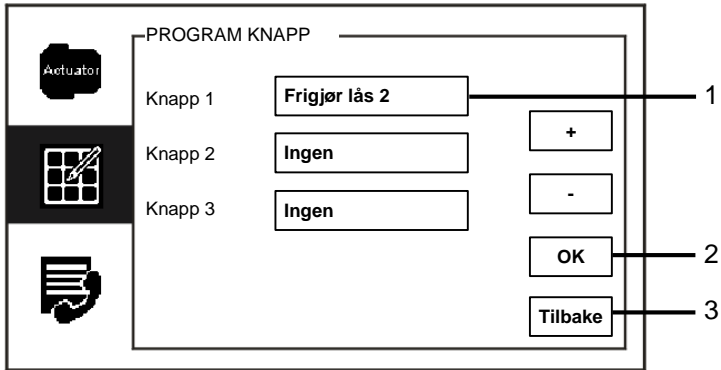 PROGRAM KNAPP
Actuator
Knapp 1 Frigjør lås 2 1
+
Knapp 2 Ingen
-
Knapp 3 Ingen
OK 2
Tilbake 3